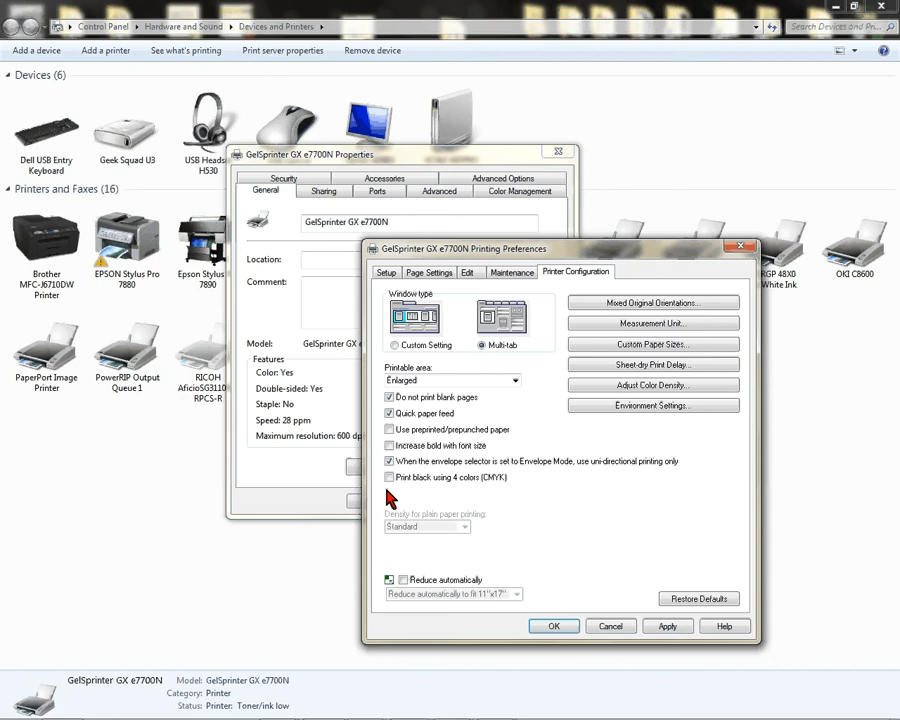 Control Panel ▸ Hardware and Sound ▸ Devices and Printers ▸
Search Devices and Pr...
Add a device Add a printer See what's printing Print server properties Remove device
Devices (6)
Dell USB Entry
Keyboard
Geek Squad U3
USB Heads
H530
Printers and Faxes (16)
Brother
MFC-J6710DW
Printer
EPSON Stylus Pro
7880
Epson Stylus
7890
RGP 48X0
White Ink
OKI C8600
PaperPort Image
Printer
PowerRIP Output
Queue 1
RICOH
AficioSG3110
RPCS-R
GelSprinter GX e7700N Properties
Security Accessories Advanced Options
General Sharing Ports Advanced Color Management
GelSprinter GX e7700N
Location:
Comment:
Model: GelSprinter GX e
Features
Color: Yes
Double-sided: Yes
Staple: No
Speed: 28 ppm
Maximum resolution: 600 dp
GelSprinter GX e7700N Printing Preferences
Setup Page Settings Edit Maintenance Printer Configuration
Window type
Custom Setting Multi-tab
Printable area:
Enlarged
Do not print blank pages
Quick paper feed
Use preprinted/prepunched paper
Increase bold with font size
When the envelope selector is set to Envelope Mode, use uni-directional printing only
Print black using 4 colors (CMYK)
Density for plain paper printing:
Standard
Reduce automatically
Reduce automatically to fit 11"x17"
Mixed Original Orientations...
Measurement Unit...
Custom Paper Sizes...
Sheet-dry Print Delay...
Adjust Color Density...
Environment Settings...
Restore Defaults
OK Cancel Apply Help
GelSprinter GX e7700N Model: GelSprinter GX e7700N
Category: Printer
Status: Printer: Toner/ink low